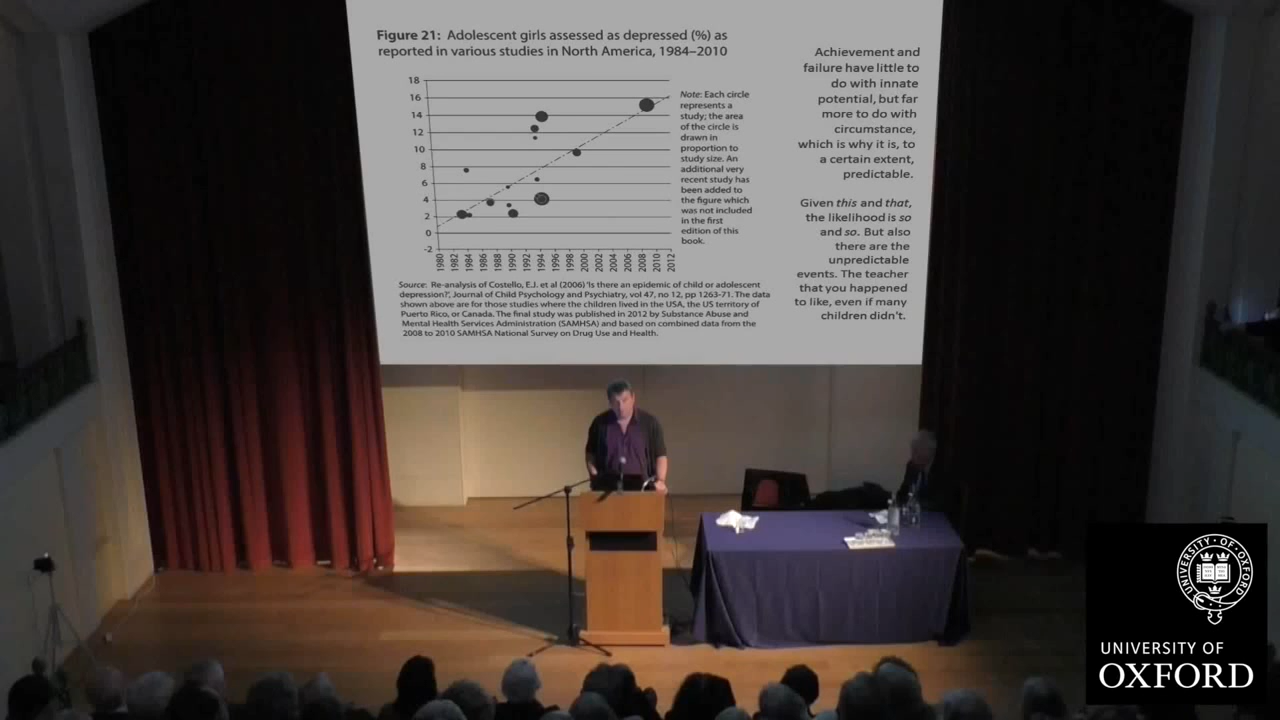 Figure 21: Adolescent girls assessed as depressed (%) as
reported in various studies in North America, 1984–2010
18
16
14
12
10
8
6
4
2
0
-2
1980
1982
1984
1986
1988
1990
1992
1994
1996
1998
2000
2002
2004
2006
2008
2010
2012
Note: Each circle
represents a
study; the area
of the circle is
drawn in
proportion to
study size. An
additional very
recent study has
been added to
the figure which
was not included
in the first
edition of this
book.
Source: Re-analysis of Costello, E.J. et al (2006) 'Is there an epidemic of child or adolescent
depression?', Journal of Child Psychology and Psychiatry, vol 47, no 12, pp 1263-71. The data
shown above are for those studies where the children lived in the USA, the US territory of
Puerto Rico, or Canada. The final study was published in 2012 by Substance Abuse and
Mental Health Services Administration (SAMHSA) and based on combined data from the
2008 to 2010 SAMHSA National Survey on Drug Use and Health.
Achievement and
failure have little to
do with innate
potential, but far
more to do with
circumstance,
which is why it is, to
a certain extent,
predictable.
Given this and that,
the likelihood is so
and so. But also
there are the
unpredictable
events. The teacher
that you happened
to like, even if many
children didn't.
UNIVERSITY · OF · OXFORD
UNIVERSITY OF
OXFORD